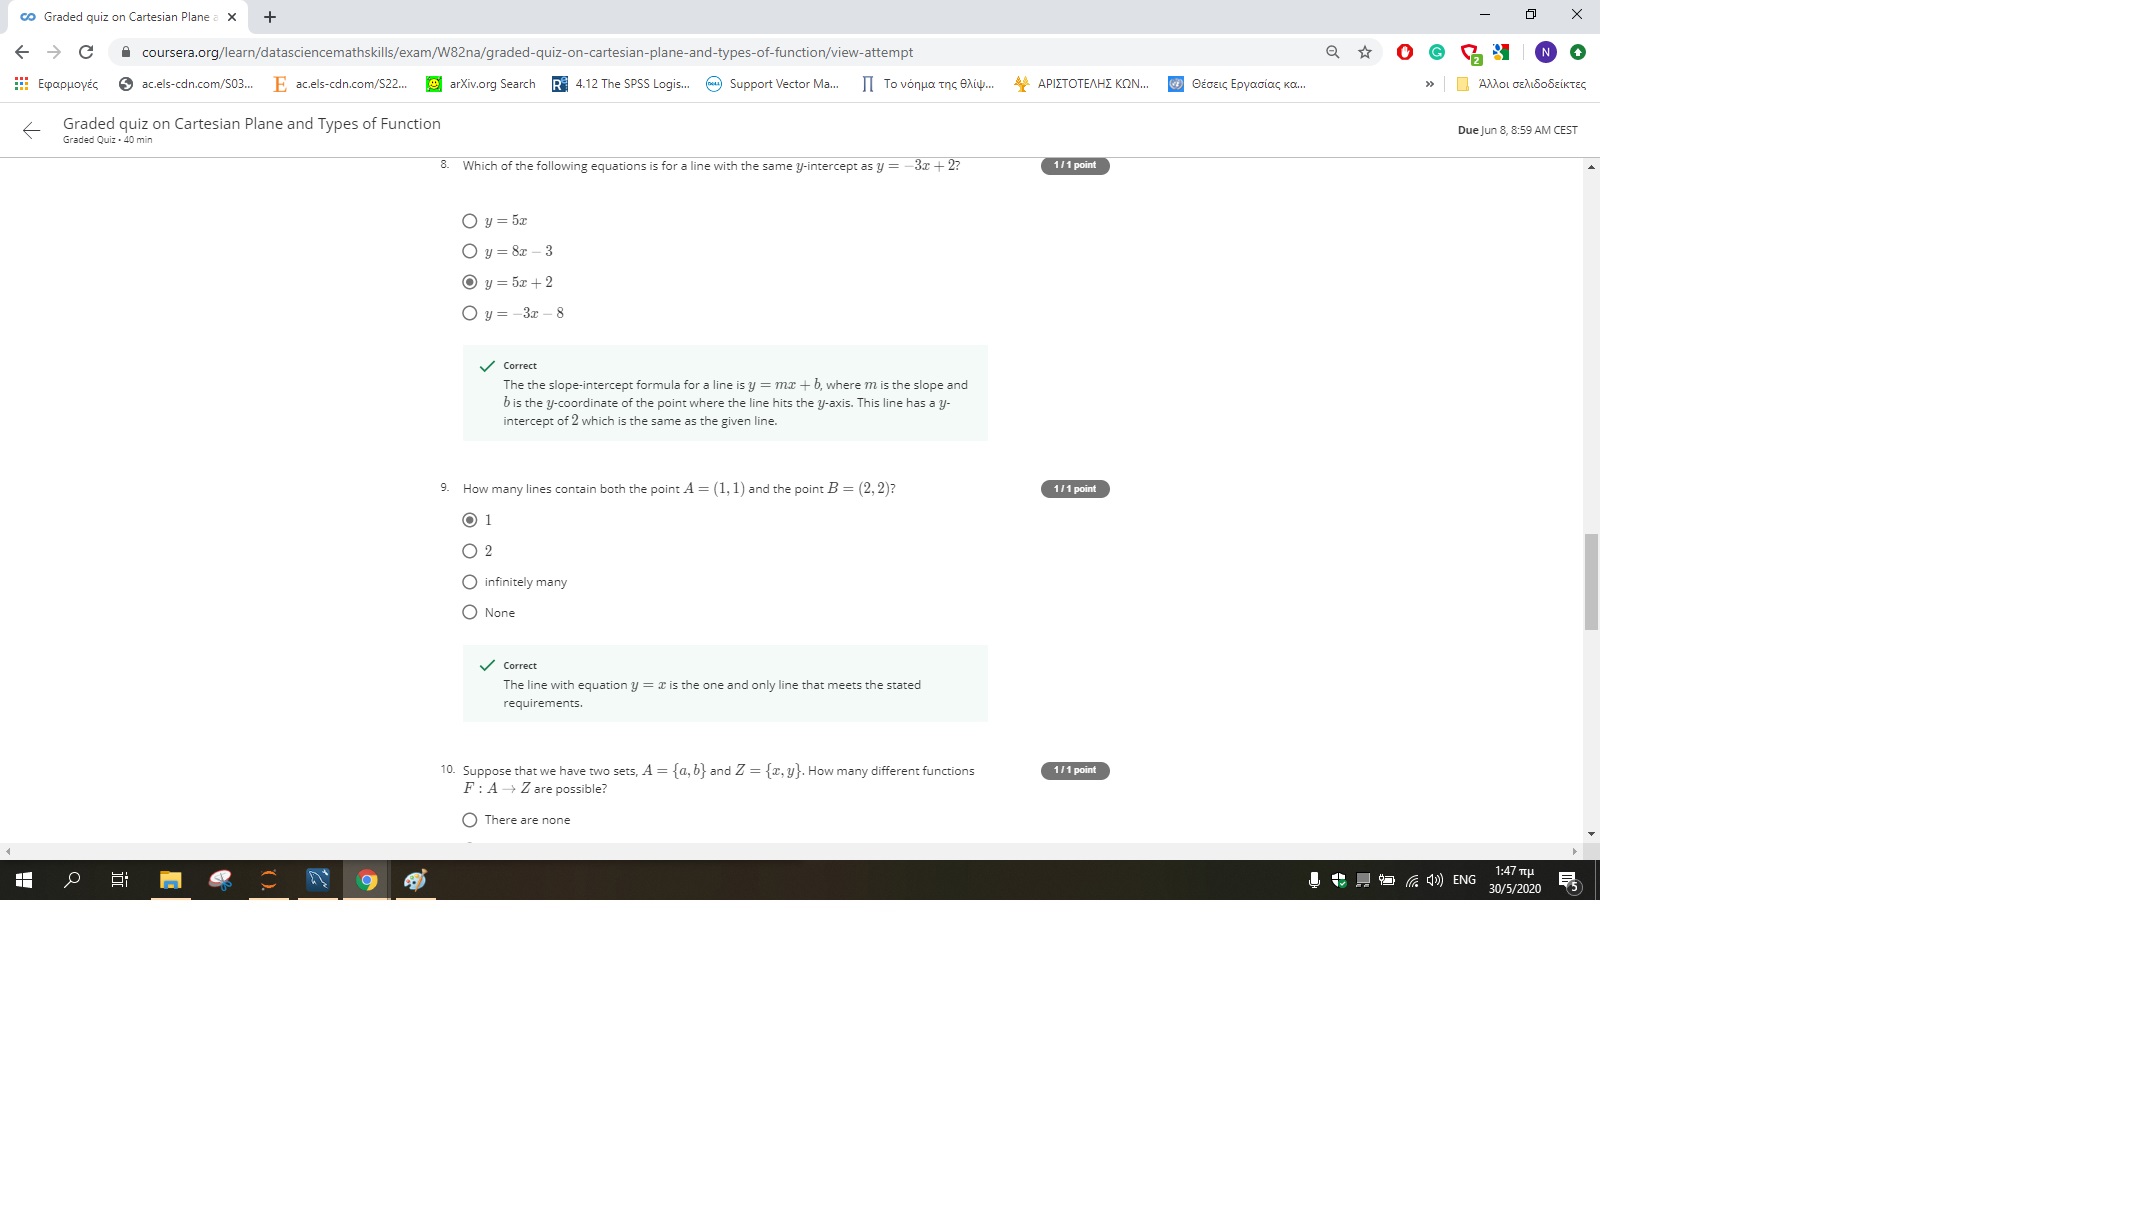 Graded quiz on Cartesian Plane a
coursera.org/learn/datasciencemathskills/exam/W82na/graded-quiz-on-cartesian-plane-and-types-of-function/view-attempt
2
N
Εφαρμογές ac.els-cdn.com/S03... E ac.els-cdn.com/S22... arXiv.org Search 4.12 The SPSS Logis... DELL Support Vector Ma... Π Το νόημα της θλίψ... ΑΡΙΣΤΟΤΕΛΗΣ ΚΩΝ... Θέσεις Εργασίας κα... » Άλλοι σελιδοδείκτες
Graded quiz on Cartesian Plane and Types of Function
Graded Quiz • 40 min
Due Jun 8, 8:59 AM CEST
8. Which of the following equations is for a line with the same y-intercept as y = −3x + 2?
1 / 1 point
y = 5x
y = 8x − 3
y = 5x + 2
y = −3x − 8
Correct
The the slope-intercept formula for a line is y = mx + b, where m is the slope and
b is the y-coordinate of the point where the line hits the y-axis. This line has a y-
intercept of 2 which is the same as the given line.
9. How many lines contain both the point A = (1, 1) and the point B = (2, 2)?
1 / 1 point
1
2
infinitely many
None
Correct
The line with equation y = x is the one and only line that meets the stated
requirements.
10. Suppose that we have two sets, A = {a, b} and Z = {x, y}. How many different functions
F : A → Z are possible?
1 / 1 point
There are none
ENG
1:47 πμ
30/5/2020
5